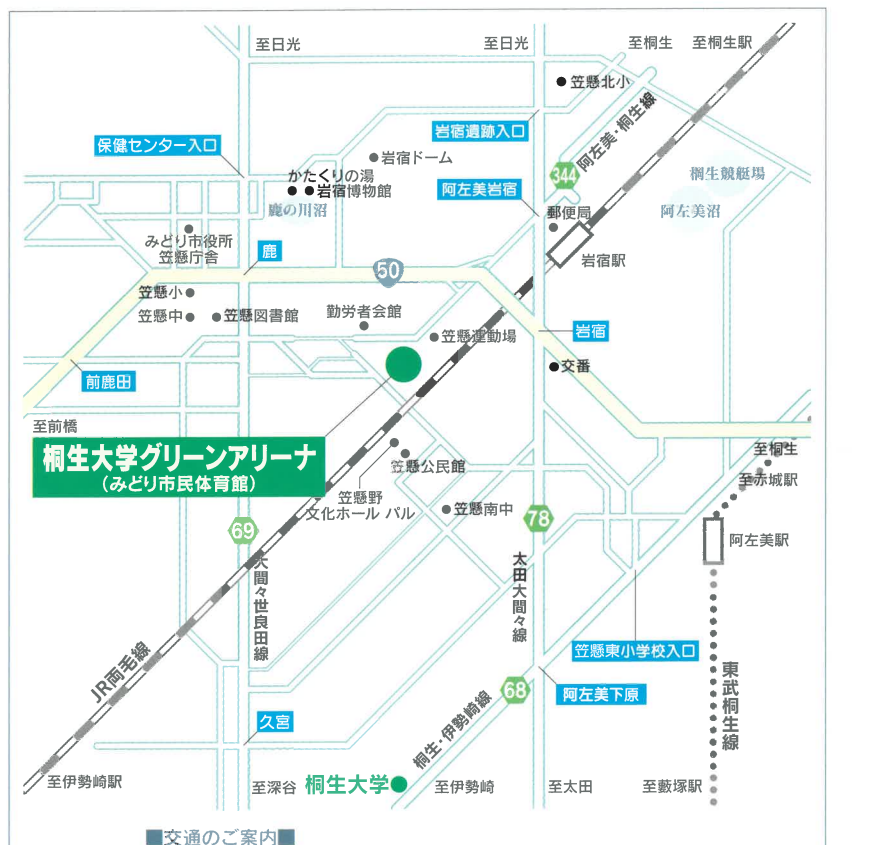 至日光
至日光
至桐生
至桐生駅
笠懸北小
岩宿遺跡入口
阿左美・桐生線
保健センター入口
岩宿ドーム
344
桐生競艇場
かたくりの湯
岩宿博物館
阿左美岩宿
鹿の川沼
郵便局
阿左美沼
みどり市役所
笠懸庁舎
鹿
50
岩宿駅
笠懸小
笠懸中
笠懸図書館
勤労者会館
笠懸運動場
岩宿
交番
前鹿田
至前橋
桐生大学グリーンアリーナ
(みどり市民体育館)
笠懸公民館
至桐生
至赤城駅
笠懸野
文化ホール パル
笠懸南中
69
78
阿左美駅
大間々世良田線
太田大間々線
笠懸東小学校入口
JR両毛線
68
阿左美下原
東武桐生線
久宮
桐生・伊勢崎線
至伊勢崎駅
至深谷
桐生大学
至伊勢崎
至太田
至藪塚駅
■交通のご案内■